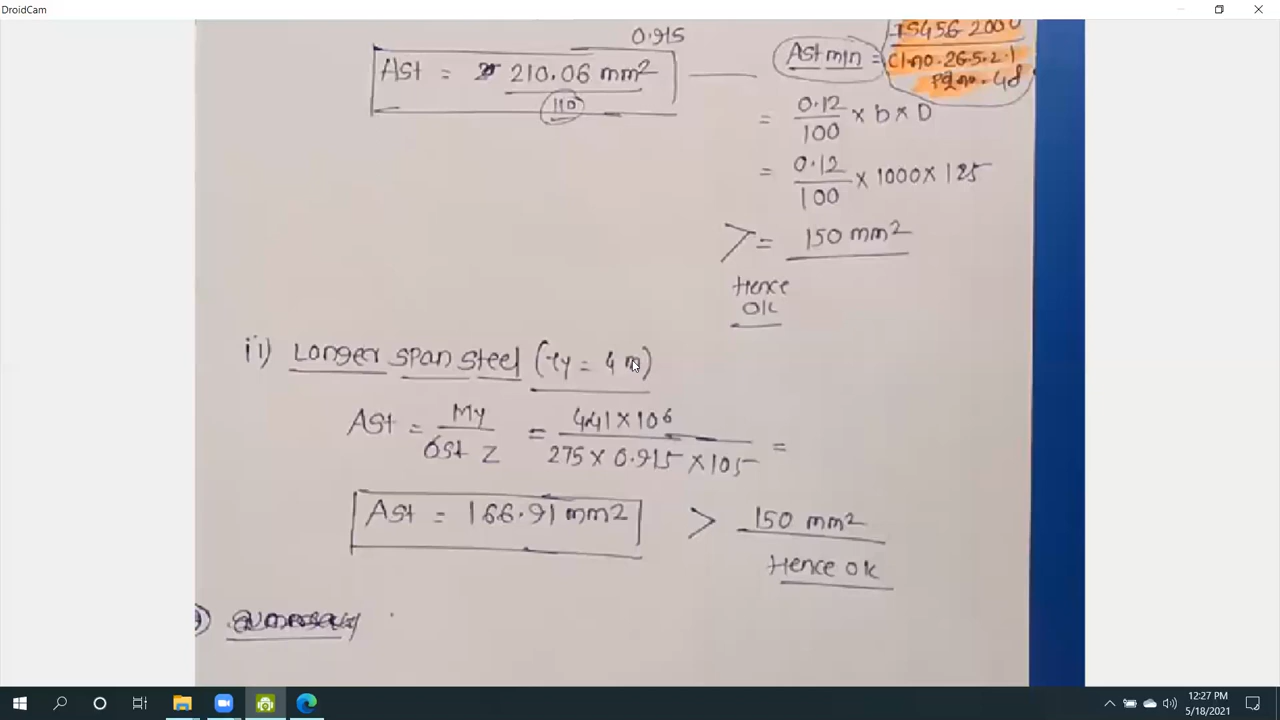 DroidCam
0.915
Ast = 210.06 mm2
110
Ast min =
IS456-2000
Cl.no.26.5.2.1
Pg.no. 48
= 0.12/100 × b × D
= 0.12/100 × 1000 × 125
> = 150 mm2
Hence
OK
ii) Longer span steel (ly = 4 m)
Ast = My/σst Z = 4.41×10⁶/275 × 0.915 × 105 =
Ast = 166.91 mm2 > 150 mm2
Hence OK
12:27 PM
5/18/2021